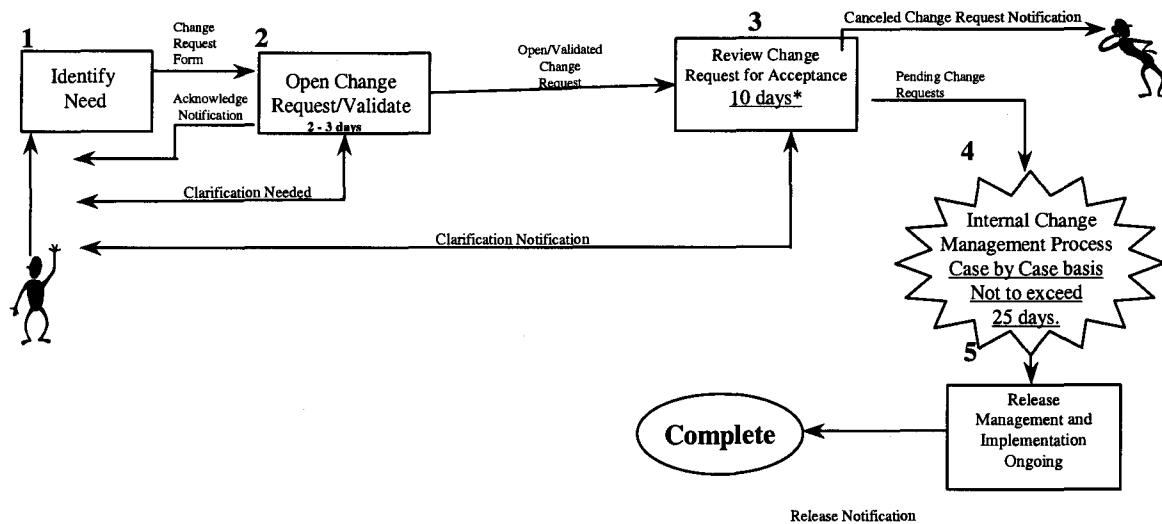 1
Identify
Need
Change
Request
Form
Acknowledge
Notification
2
Open Change
Request/Validate
2 - 3 days
Clarification Needed
Clarification Notification
Open/Validated
Change
Request
3
Review Change
Request for Acceptance
10 days*
Canceled Change Request Notification
Pending Change
Requests
4
Internal Change
Management Process
Case by Case basis
Not to exceed
25 days.
5
Release
Management and
Implementation
Ongoing
Complete
Release Notification